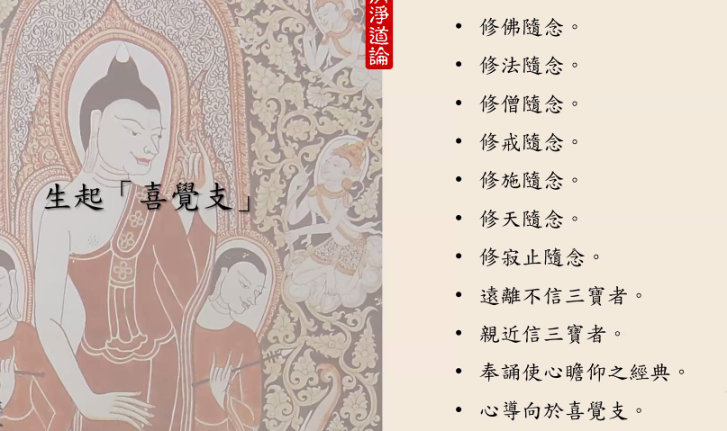 淨道論
生起「喜覺支」
• 修佛隨念。
• 修法隨念。
• 修僧隨念。
• 修戒隨念。
• 修施隨念。
• 修天隨念。
• 修寂止隨念。
• 遠離不信三寶者。
• 親近信三寶者。
• 奉誦使心瞻仰之經典。
• 心導向於喜覺支。